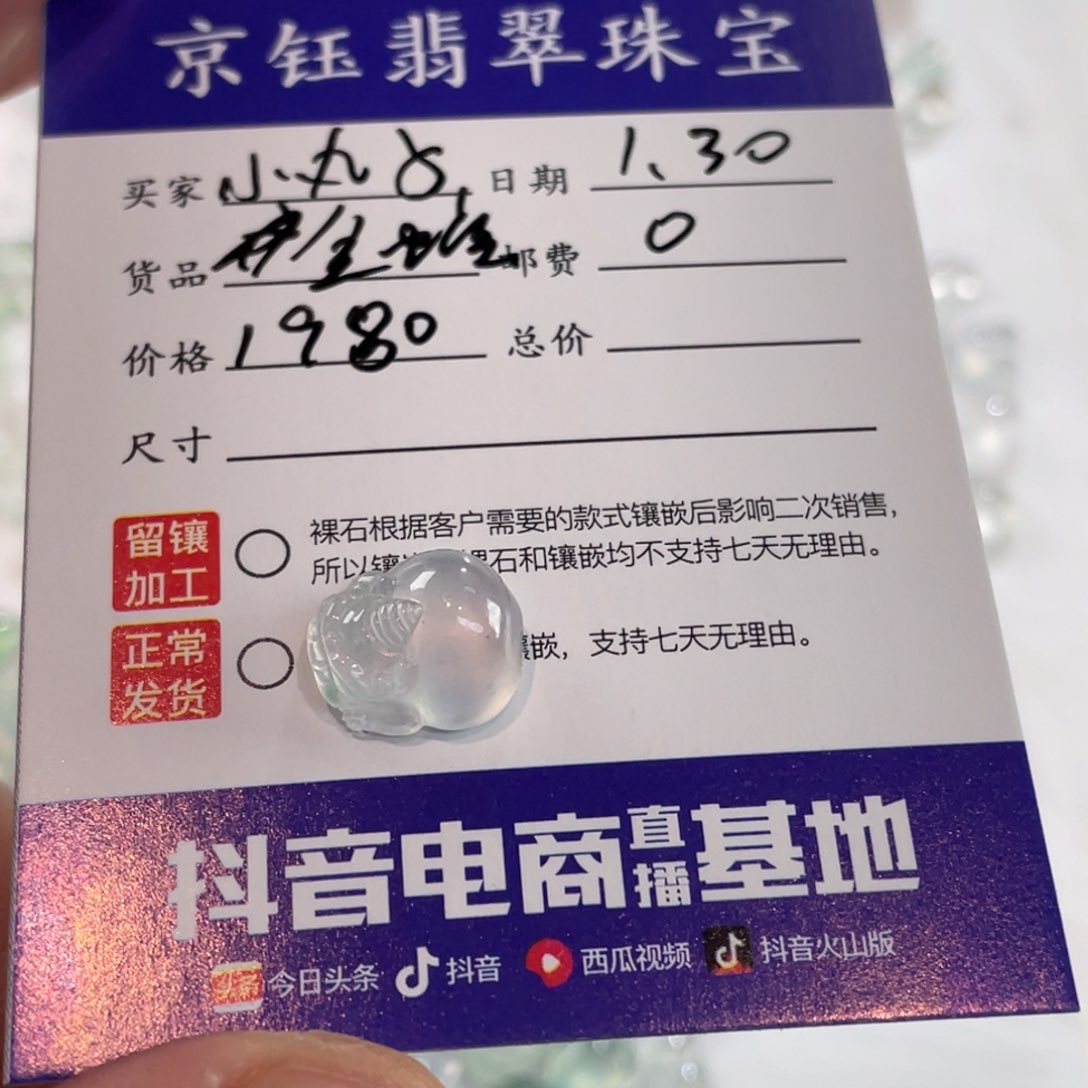 京钰翡翠珠宝
买家 小丸子 日期 1.30
货品 邮费 0
价格 1980 总价
尺寸
留镶加工 裸石根据客户需要的款式镶嵌后影响二次销售，
所以镶 裸石和镶嵌均不支持七天无理由。
正常发货 镶嵌，支持七天无理由。
抖音电商直播基地
头条 今日头条 抖音 西瓜视频 抖音火山版